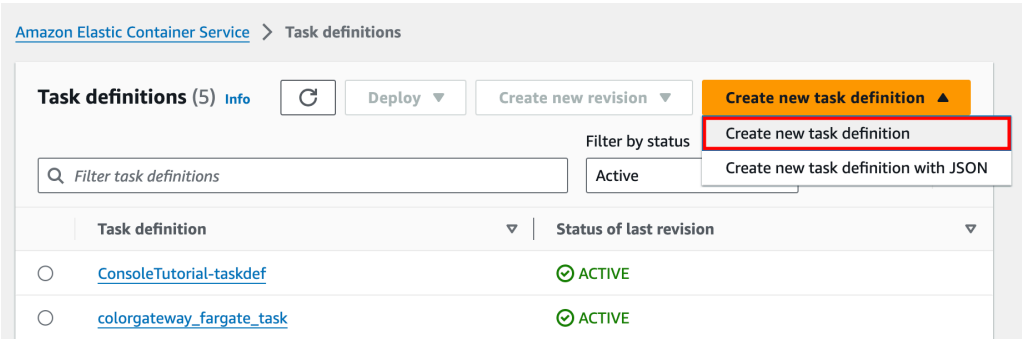 Amazon Elastic Container Service > Task definitions
Task definitions (5) Info Deploy Create new revision Create new task definition
Create new task definition
Filter by status
Create new task definition with JSON
Filter task definitions Active
Task definition Status of last revision
ConsoleTutorial-taskdef ACTIVE
colorgateway_fargate_task ACTIVE